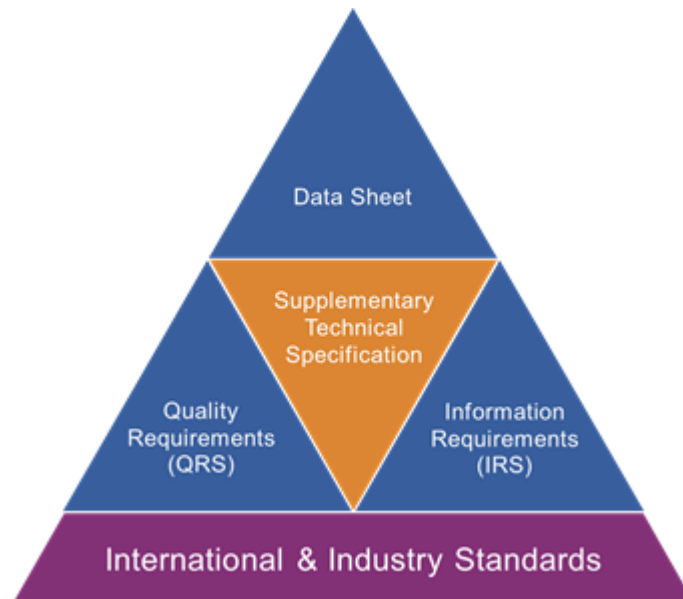 Data Sheet
Supplementary
Technical
Specification
Quality
Requirements
(QRS)
Information
Requirements
(IRS)
International & Industry Standards